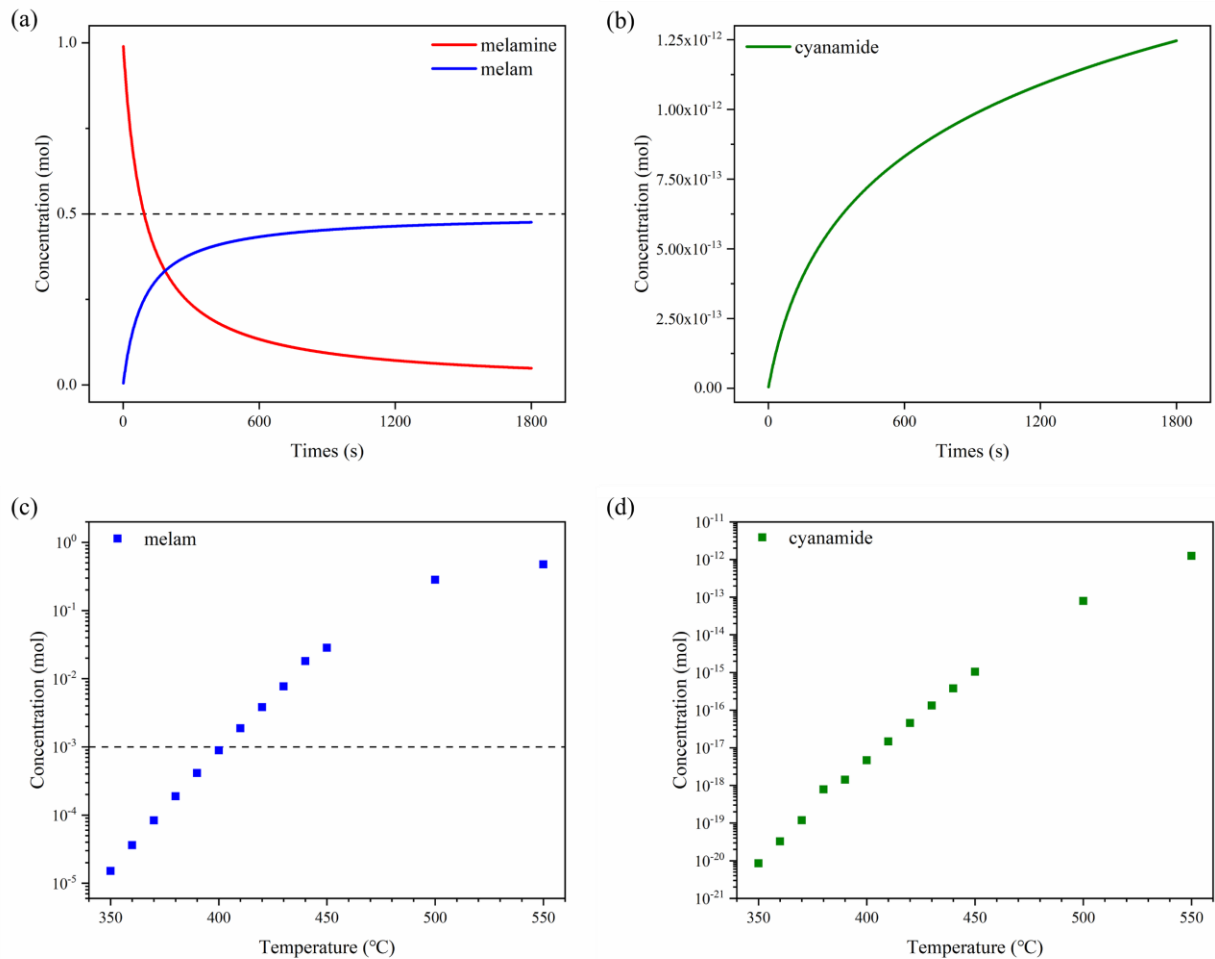 (a)
melamine
melam
1.0
0.5
0.0
Concentration (mol)
0
600
1200
1800
Times (s)
(b)
cyanamide
1.25x10⁻¹²
1.00x10⁻¹²
7.50x10⁻¹³
5.00x10⁻¹³
2.50x10⁻¹³
0.00
Concentration (mol)
0
600
1200
1800
Times (s)
(c)
melam
10⁰
10⁻¹
10⁻²
10⁻³
10⁻⁴
10⁻⁵
Concentration (mol)
350
400
450
500
550
Temperature (℃)
(d)
cyanamide
10⁻¹¹
10⁻¹²
10⁻¹³
10⁻¹⁴
10⁻¹⁵
10⁻¹⁶
10⁻¹⁷
10⁻¹⁸
10⁻¹⁹
10⁻²⁰
10⁻²¹
Concentration (mol)
350
400
450
500
550
Temperature (℃)